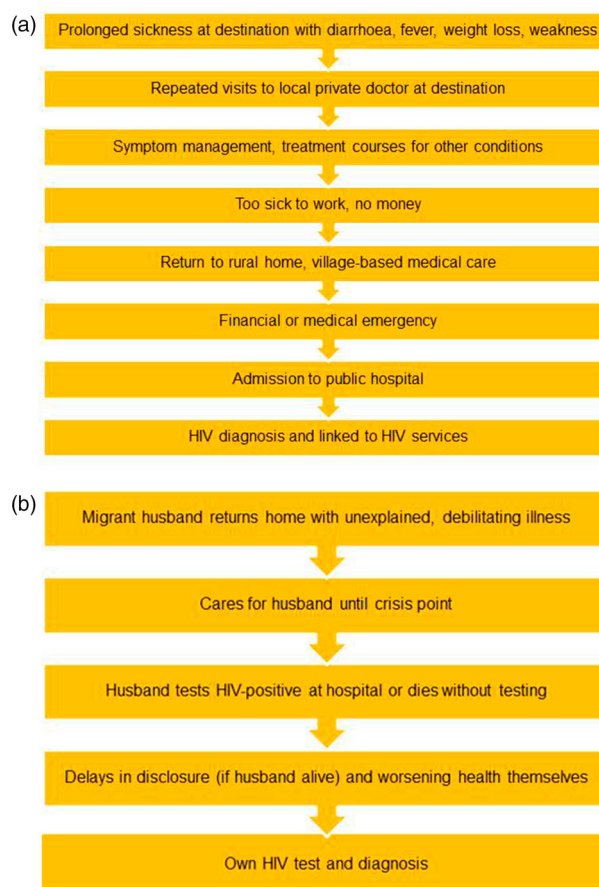 (a)
Prolonged sickness at destination with diarrhoea, fever, weight loss, weakness
Repeated visits to local private doctor at destination
Symptom management, treatment courses for other conditions
Too sick to work, no money
Return to rural home, village-based medical care
Financial or medical emergency
Admission to public hospital
HIV diagnosis and linked to HIV services
(b)
Migrant husband returns home with unexplained, debilitating illness
Cares for husband until crisis point
Husband tests HIV-positive at hospital or dies without testing
Delays in disclosure (if husband alive) and worsening health themselves
Own HIV test and diagnosis